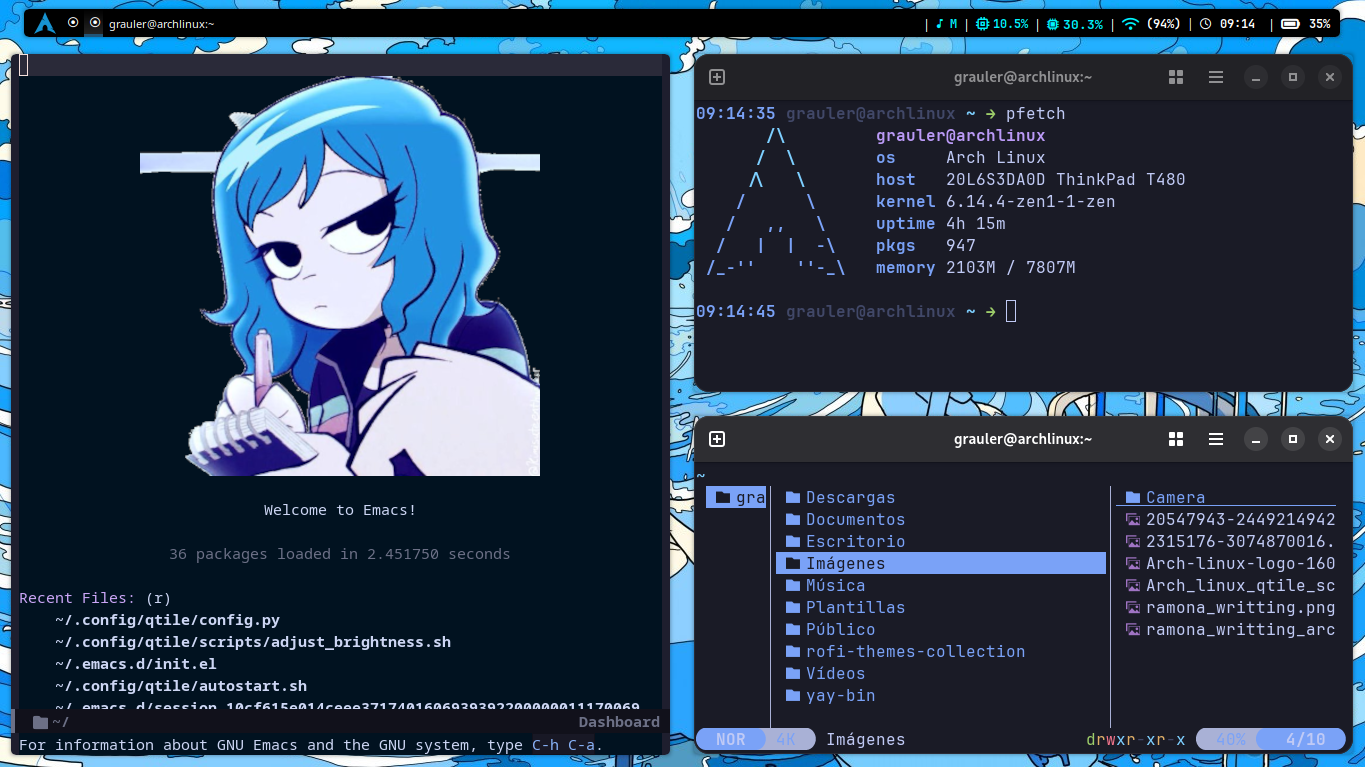 grauler@archlinux:~
| M | 10.5% | 30.3% | (94%) | 09:14 | 35%
Welcome to Emacs!
36 packages loaded in 2.451750 seconds
Recent Files: (r)
~/.config/qtile/config.py
~/.config/qtile/scripts/adjust_brightness.sh
~/.emacs.d/init.el
~/.config/qtile/autostart.sh
~/
Dashboard
For information about GNU Emacs and the GNU system, type C-h C-a.
grauler@archlinux:~
09:14:35 grauler@archlinux ~ → pfetch
/\ grauler@archlinux
/ \ os Arch Linux
/\ \ host 20L6S3DA0D ThinkPad T480
/ \ kernel 6.14.4-zen1-1-zen
/ ,, \ uptime 4h 15m
/ | | -\ pkgs 947
/_-'' ''-_\ memory 2103M / 7807M
09:14:45 grauler@archlinux ~ →
grauler@archlinux:~
~
gra
Descargas
Documentos
Escritorio
Imágenes
Música
Plantillas
Público
rofi-themes-collection
Vídeos
yay-bin
Camera
20547943-2449214942
2315176-3074870016.
Arch-linux-logo-160
Arch_linux_qtile_sc
ramona_writting.png
ramona_writting_arc
NOR 4K Imágenes drwxr-xr-x 40% 4/10